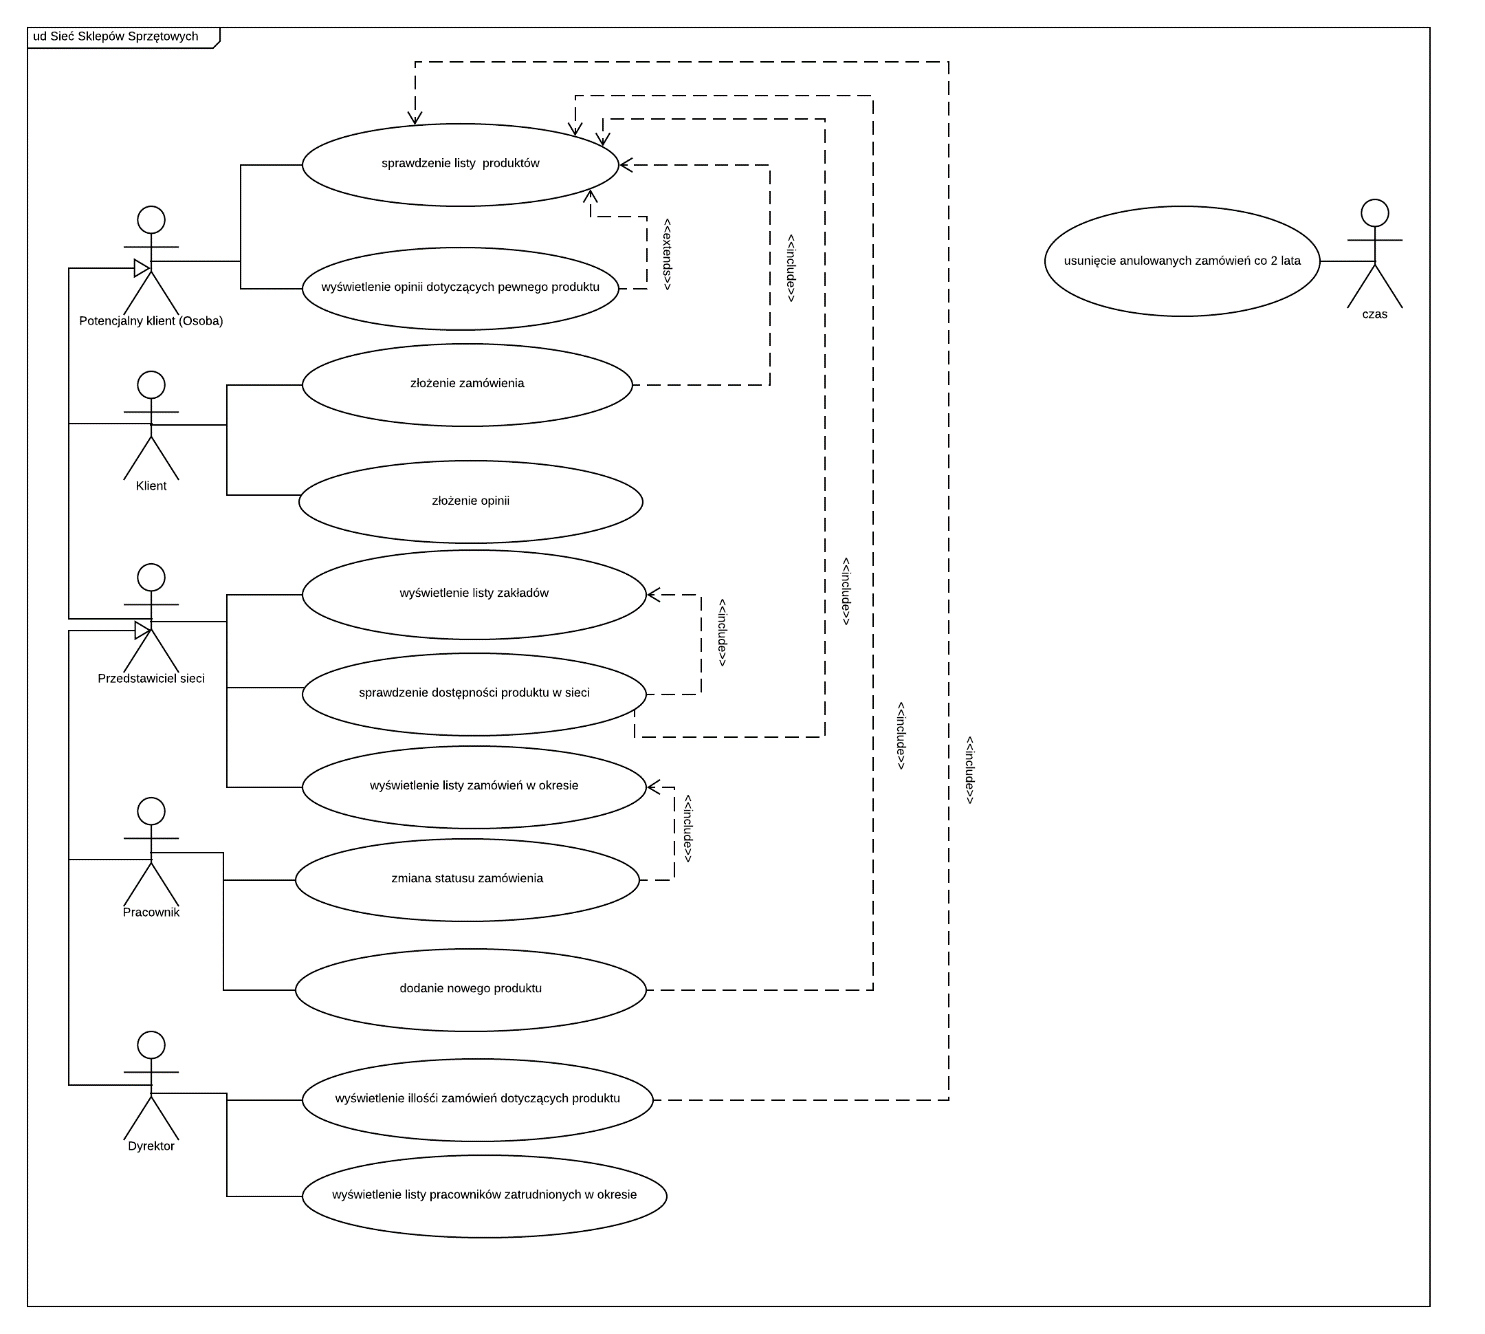 ud Sieć Sklepów Sprzętowych
sprawdzenie listy produktów
<<extends>>
<<include>>
wyświetlenie opinii dotyczących pewnego produktu
usunięcie anulowanych zamówień co 2 lata
czas
Potencjalny klient (Osoba)
złożenie zamówienia
Klient
złożenie opinii
wyświetlenie listy zakładów
<<include>>
<<include>>
Przedstawiciel sieci
sprawdzenie dostępności produktu w sieci
<<include>>
<<include>>
wyświetlenie listy zamówień w okresie
<<include>>
zmiana statusu zamówienia
Pracownik
dodanie nowego produktu
wyświetlenie illośći zamówień dotyczących produktu
Dyrektor
wyświetlenie listy pracowników zatrudnionych w okresie